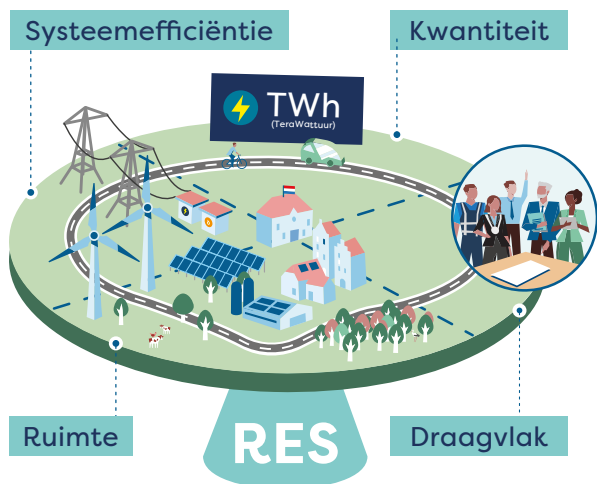 Systeemefficiëntie
Kwantiteit
TWh
(TeraWattuur)
Ruimte
Draagvlak
RES